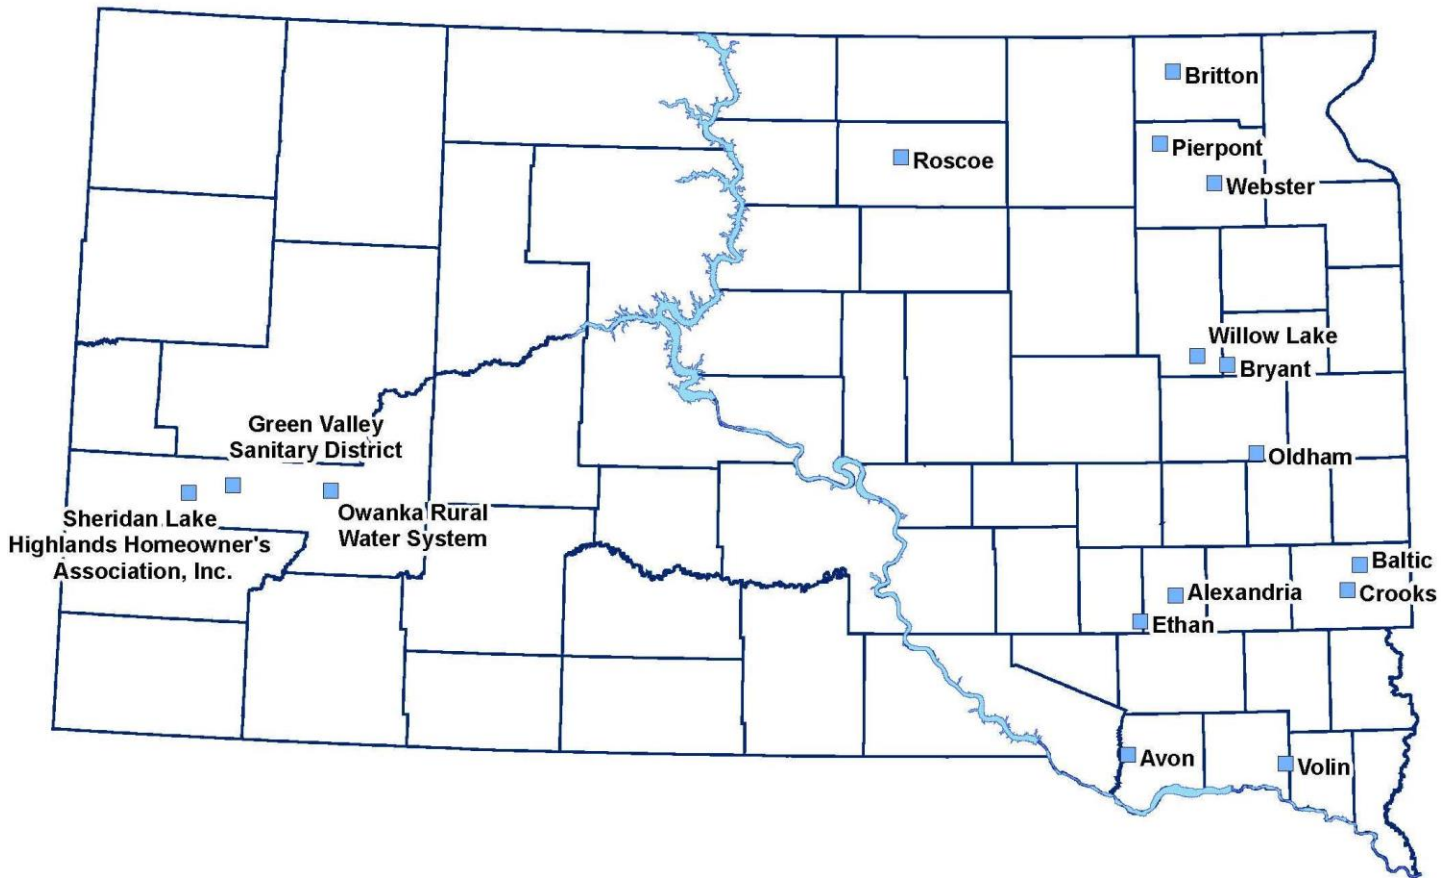 Britton
Pierpont
Roscoe
Webster
Willow Lake
Bryant
Green Valley
Sanitary District
Oldham
Sheridan Lake
Highlands Homeowner's
Association, Inc.
Owanka Rural
Water System
Baltic
Alexandria
Crooks
Ethan
Avon
Volin